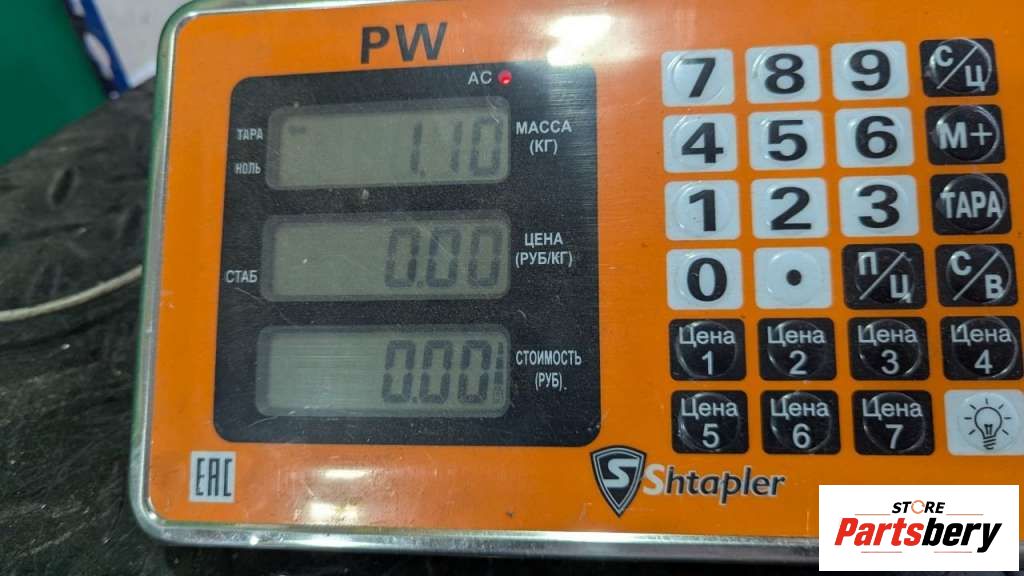 PW
AC
ТАРА
НОЛЬ
1.10
МАССА
(КГ)
СТАБ
0.00
ЦЕНА
(РУБ/КГ)
0.00
СТОИМОСТЬ
(РУБ).
7 8 9 С/Ц
4 5 6 М+
1 2 3 ТАРА
0 • П/Ц С/В
Цена 1 Цена 2 Цена 3 Цена 4
Цена 5 Цена 6 Цена 7
EAC
S Shtapler
STORE
Partsbery